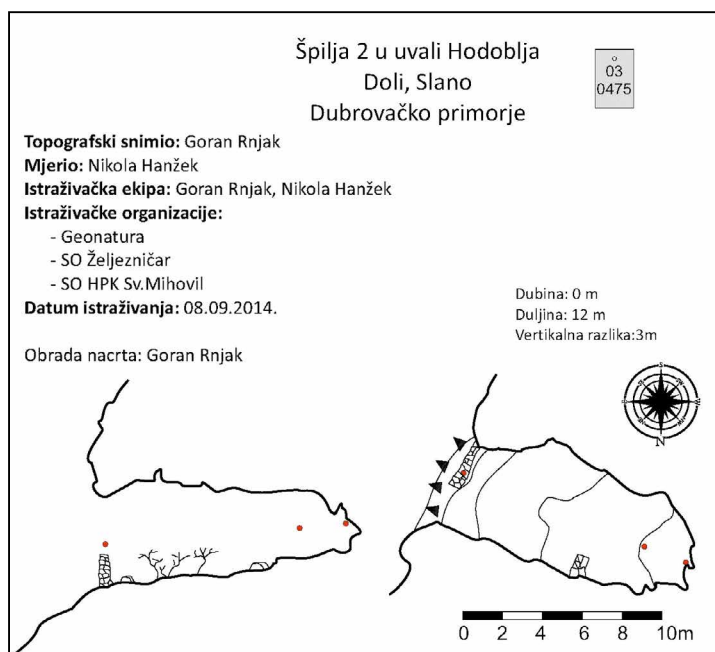 Špilja 2 u uvali Hodoblja
Doli, Slano
Dubrovačko primorje
03
0475
Topografski snimio: Goran Rnjak
Mjerio: Nikola Hanžek
Istraživačka ekipa: Goran Rnjak, Nikola Hanžek
Istraživačke organizacije:
- Geonatura
- SO Željezničar
- SO HPK Sv.Mihovil
Datum istraživanja: 08.09.2014.
Obrada nacrta: Goran Rnjak
Dubina: 0 m
Duljina: 12 m
Vertikalna razlika:3m
N
0 2 4 6 8 10m